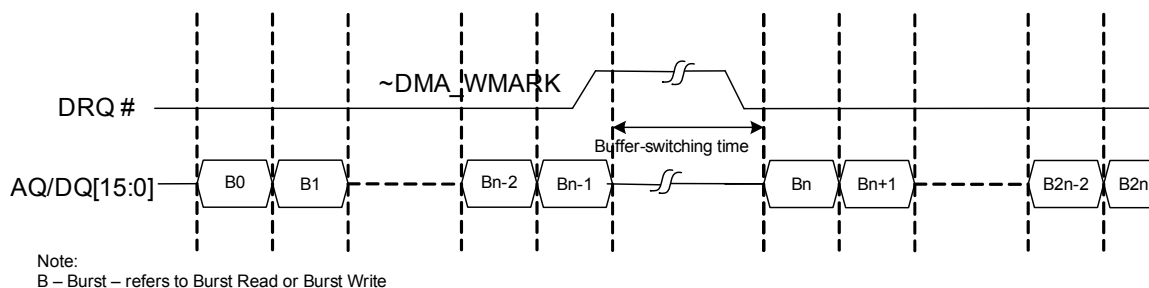 ~DMA_WMARK
DRQ #
Buffer-switching time
AQ/DQ[15:0] B0 B1 Bn-2 Bn-1 Bn Bn+1 B2n-2 B2n
Note:
B – Burst – refers to Burst Read or Burst Write